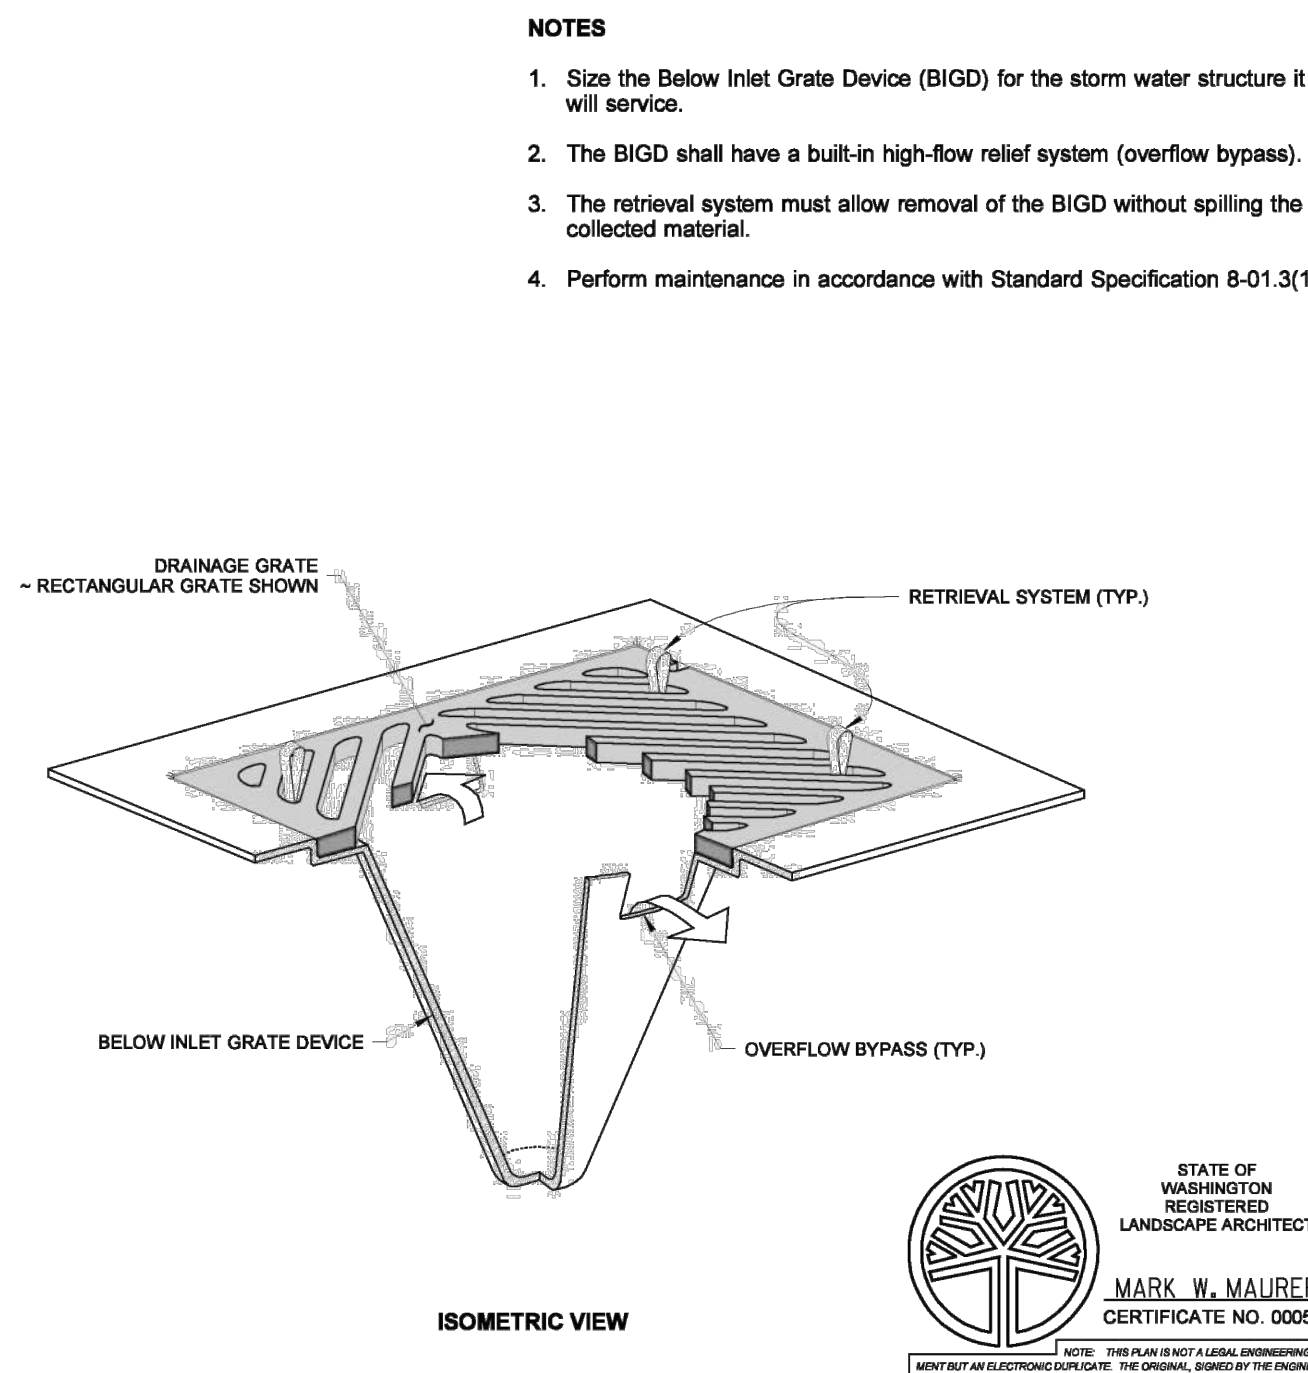 NOTES
1. Size the Below Inlet Grate Device (BIGD) for the storm water structure it
will service.
2. The BIGD shall have a built-in high-flow relief system (overflow bypass).
3. The retrieval system must allow removal of the BIGD without spilling the
collected material.
4. Perform maintenance in accordance with Standard Specification 8-01.3(1
DRAINAGE GRATE
~ RECTANGULAR GRATE SHOWN
RETRIEVAL SYSTEM (TYP.)
BELOW INLET GRATE DEVICE
OVERFLOW BYPASS (TYP.)
ISOMETRIC VIEW
STATE OF
WASHINGTON
REGISTERED
LANDSCAPE ARCHITECT
MARK W. MAURER
CERTIFICATE NO. 0005
NOTE: THIS PLAN IS NOT A LEGAL ENGINEERING
MENT BUT AN ELECTRONIC DUPLICATE. THE ORIGINAL, SIGNED BY THE ENGIN